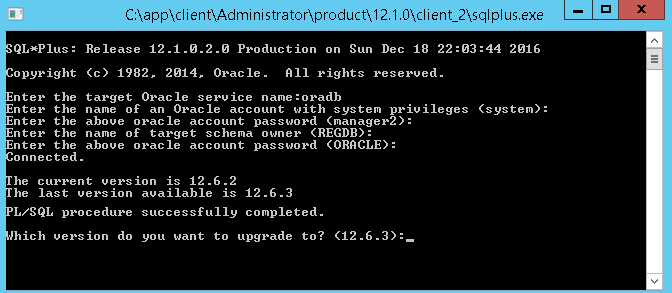 C:\app\client\Administrator\product\12.1.0\client_2\sqlplus.exe
SQL*Plus: Release 12.1.0.2.0 Production on Sun Dec 18 22:03:44 2016
Copyright (c) 1982, 2014, Oracle.  All rights reserved.
Enter the target Oracle service name:oradb
Enter the name of an Oracle account with system privileges (system):
Enter the above oracle account password (manager2):
Enter the name of target schema owner (REGDB):
Enter the above oracle account password (ORACLE):
Connected.
The current version is 12.6.2
The last version available is 12.6.3
PL/SQL procedure successfully completed.
Which version do you want to upgrade to? (12.6.3):_